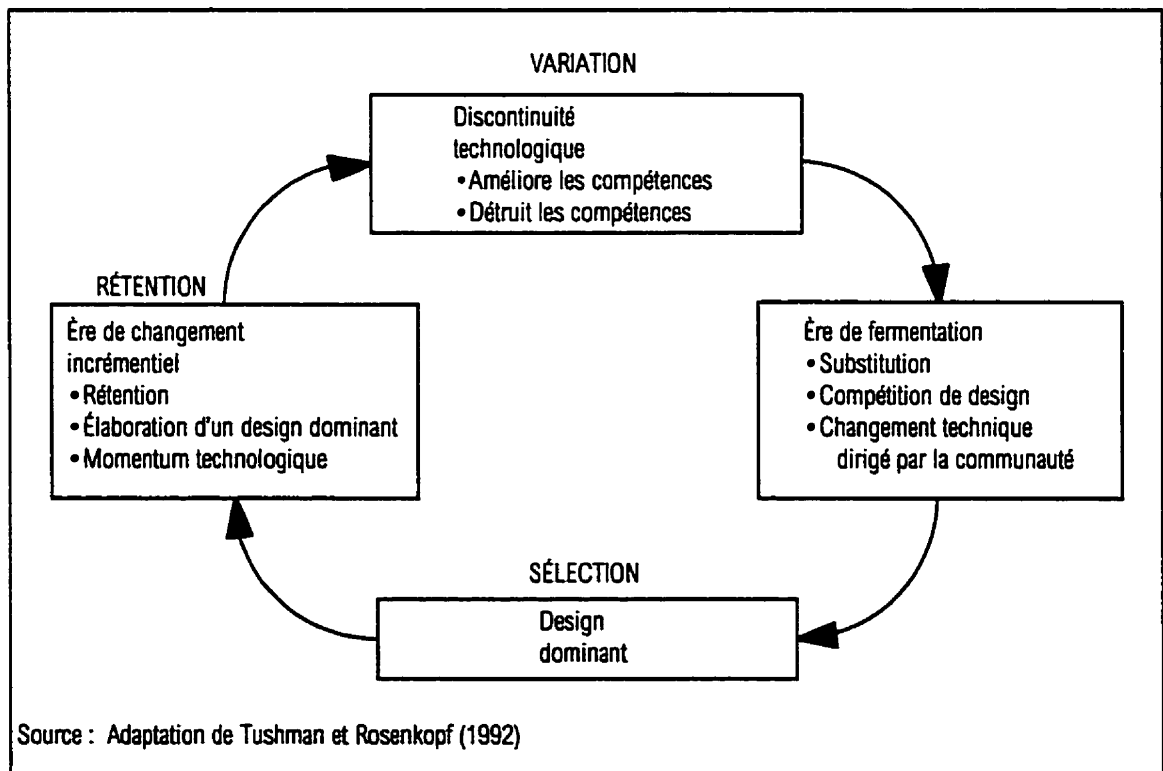 VARIATION
Discontinuité
technologique
• Améliore les compétences
• Détruit les compétences
RÉTENTION
Ère de changement
incrémentiel
• Rétention
• Élaboration d'un design dominant
• Momentum technologique
Ère de fermentation
• Substitution
• Compétition de design
• Changement technique
dirigé par la communauté
SÉLECTION
Design
dominant
Source : Adaptation de Tushman et Rosenkopf (1992)